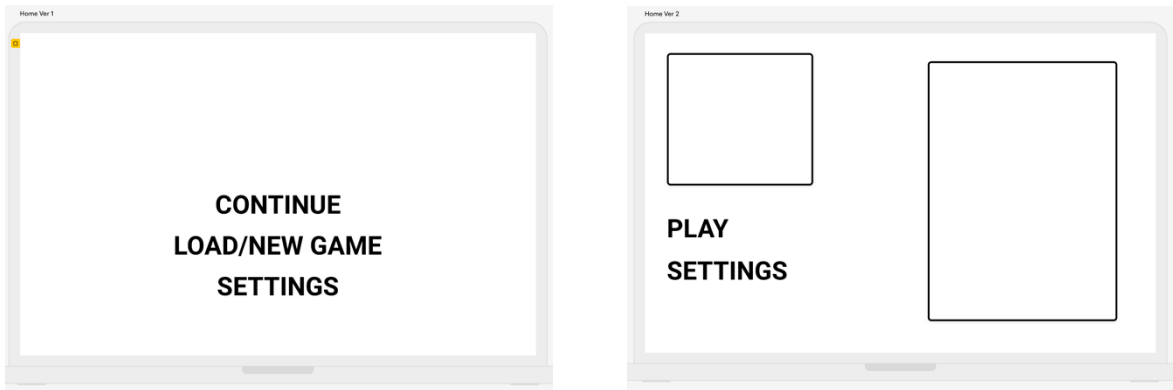 Home Ver 1
CONTINUE
LOAD/NEW GAME
SETTINGS
Home Ver 2
PLAY
SETTINGS